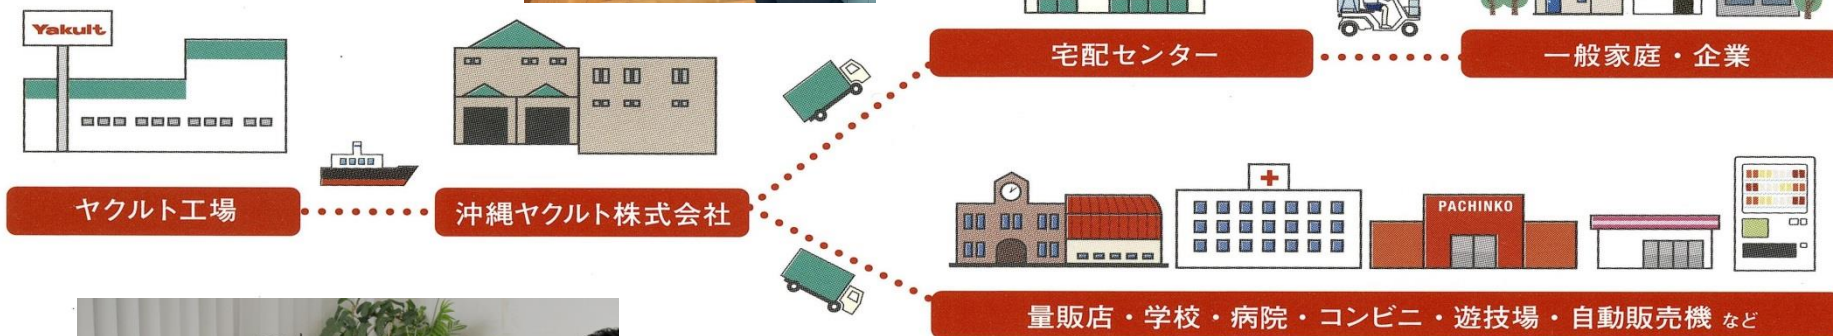 Yakult
宅配センター
一般家庭・企業
ヤクルト工場
沖縄ヤクルト株式会社
PACHINKO
量販店・学校・病院・コンビニ・遊技場・自動販売機 など